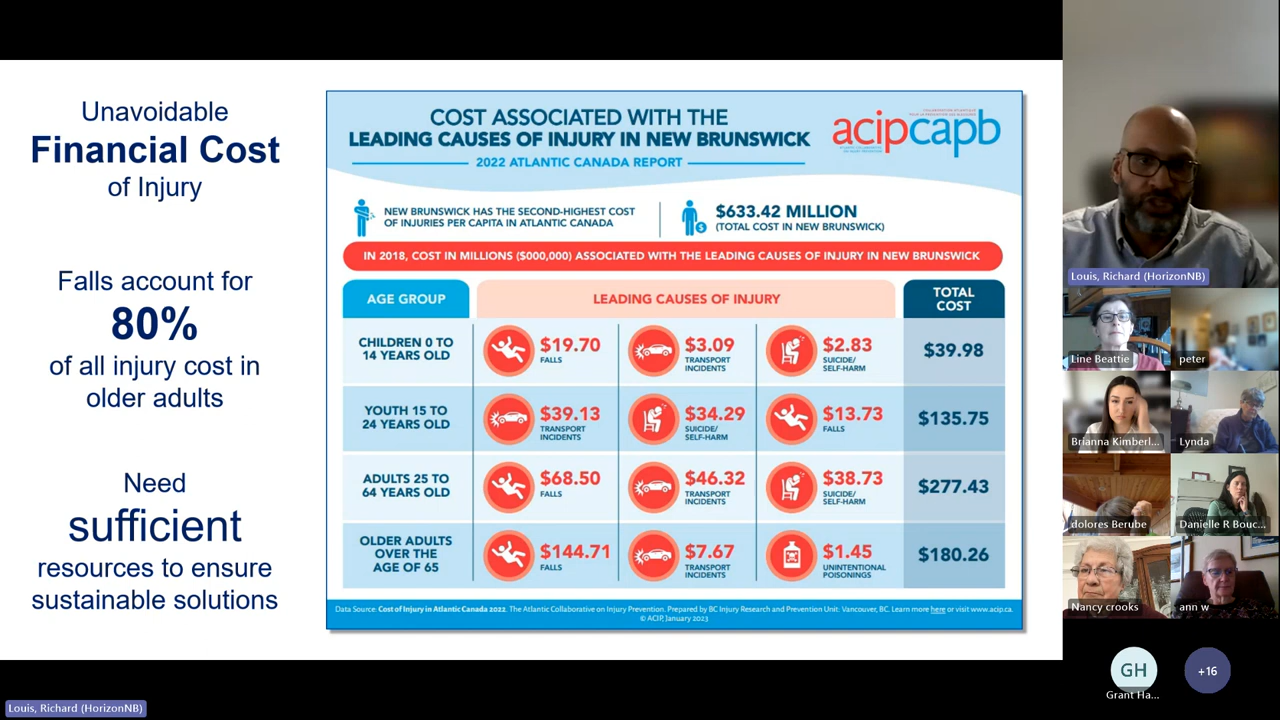 Unavoidable
Financial Cost
of Injury
Falls account for
80%
of all injury cost in
older adults
Need
sufficient
resources to ensure
sustainable solutions
COST ASSOCIATED WITH THE
LEADING CAUSES OF INJURY IN NEW BRUNSWICK
2022 ATLANTIC CANADA REPORT
acipcapb
NEW BRUNSWICK HAS THE SECOND-HIGHEST COST
OF INJURIES PER CAPITA IN ATLANTIC CANADA
$633.42 MILLION
(TOTAL COST IN NEW BRUNSWICK)
IN 2018, COST IN MILLIONS ($000,000) ASSOCIATED WITH THE LEADING CAUSES OF INJURY IN NEW BRUNSWICK
AGE GROUP
LEADING CAUSES OF INJURY
TOTAL
COST
CHILDREN 0 TO
14 YEARS OLD
$19.70
FALLS
$3.09
TRANSPORT
INCIDENTS
$2.83
SUICIDE/
SELF-HARM
$39.98
YOUTH 15 TO
24 YEARS OLD
$39.13
TRANSPORT
INCIDENTS
$34.29
SUICIDE/
SELF-HARM
$13.73
FALLS
$135.75
ADULTS 25 TO
64 YEARS OLD
$68.50
FALLS
$46.32
TRANSPORT
INCIDENTS
$38.73
SUICIDE/
SELF-HARM
$277.43
OLDER ADULTS
OVER THE
AGE OF 65
$144.71
FALLS
$7.67
TRANSPORT
INCIDENTS
$1.45
UNINTENTIONAL
POISONINGS
$180.26
Data Source: Cost of Injury in Atlantic Canada 2022. The Atlantic Collaborative on Injury Prevention. Prepared by BC Injury Research and Prevention Unit: Vancouver, BC. Learn more here or visit www.acip.ca.
© ACIP, January 2023
Louis, Richard (HorizonNB)
Line Beattie
peter
Brianna Kimberl...
Lynda
dolores Berube
Danielle R Bouc...
Nancy crooks
ann w
GH
+16
Grant Ha...
Louis, Richard (HorizonNB)